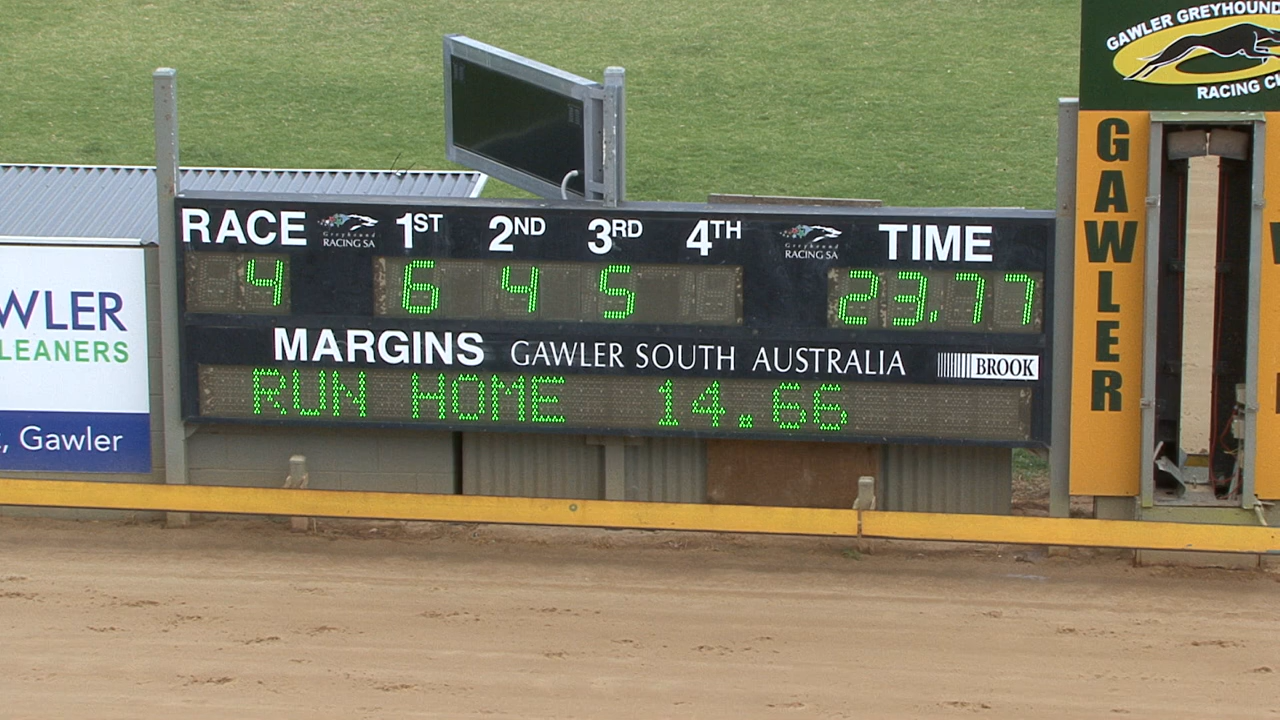 GAWLER GREYHOUND
RACING
RACE
Greyhound
RACING SA
1ST 2ND 3RD 4TH
Greyhound
RACING SA
TIME
4 6 4 5 23.77
MARGINS GAWLER SOUTH AUSTRALIA BROOK
RUN HOME 14.66
WLER
LEANERS
, Gawler
GAWLER